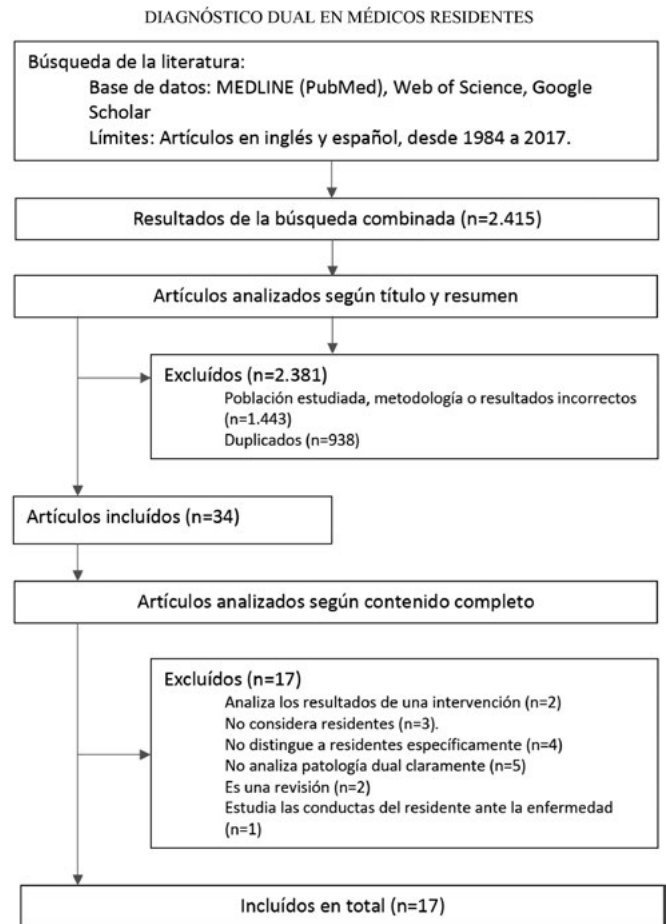 DIAGNÓSTICO DUAL EN MÉDICOS RESIDENTES
Búsqueda de la literatura:
Base de datos: MEDLINE (PubMed), Web of Science, Google
Scholar
Límites: Artículos en inglés y español, desde 1984 a 2017.
Resultados de la búsqueda combinada (n=2.415)
Artículos analizados según título y resumen
Excluídos (n=2.381)
Población estudiada, metodología o resultados incorrectos
(n=1.443)
Duplicados (n=938)
Artículos incluídos (n=34)
Artículos analizados según contenido completo
Excluídos (n=17)
Analiza los resultados de una intervención (n=2)
No considera residentes (n=3).
No distingue a residentes específicamente (n=4)
No analiza patología dual claramente (n=5)
Es una revisión (n=2)
Estudia las conductas del residente ante la enfermedad
(n=1)
Incluídos en total (n=17)